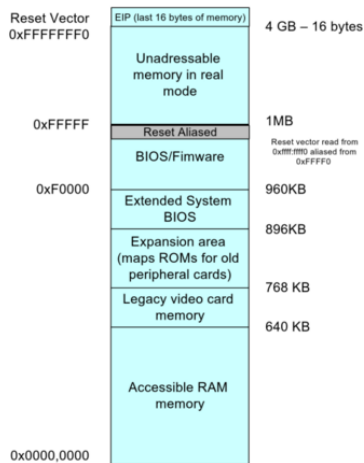 Reset Vector
0xFFFFFFF0
EIP (last 16 bytes of memory)
4 GB – 16 bytes
Unadressable
memory in real
mode
0xFFFFF
1MB
Reset Aliased
Reset vector read from
0xffff:fff0 aliased from
0xFFFF0
BIOS/Fimware
0xF0000
960KB
Extended System
BIOS
896KB
Expansion area
(maps ROMs for old
peripheral cards)
768 KB
Legacy video card
memory
640 KB
Accessible RAM
memory
0x0000,0000